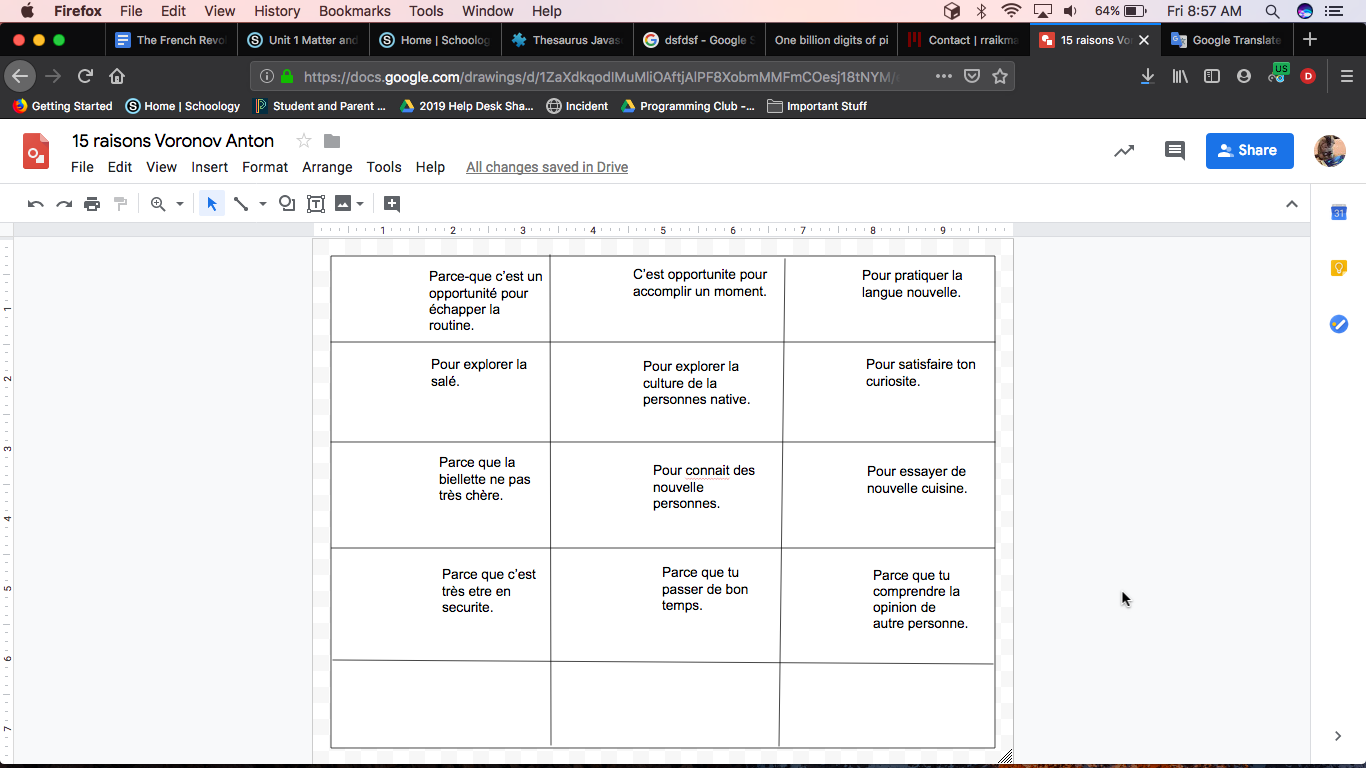 Firefox File Edit View History Bookmarks Tools Window Help 64% Fri 8:57 AM
The French Revo Unit 1 Matter and Home | Schoolog Thesaurus Javas dsfdsf - Google S One billion digits of pi Contact | rraikma 15 raisons Vo Google Translate
https://docs.google.com/drawings/d/1ZaXdkqodIMuMliOAftjAlPF8XobmMMFmCOesj18tNYM/e US D
Getting Started Home | Schoology Student and Parent ... 2019 Help Desk Sha... Incident Programming Club -... Important Stuff
15 raisons Voronov Anton
File Edit View Insert Format Arrange Tools Help All changes saved in Drive
Share
31
1 2 3 4 5 6 7 8 9
1
2
3
4
5
6
7
Parce-que c'est un
opportunité pour
échapper la
routine.
C'est opportunite pour
accomplir un moment.
Pour pratiquer la
langue nouvelle.
Pour explorer la
salé.
Pour explorer la
culture de la
personnes native.
Pour satisfaire ton
curiosite.
Parce que la
biellette ne pas
très chère.
Pour connait des
nouvelle
personnes.
Pour essayer de
nouvelle cuisine.
Parce que c'est
très etre en
securite.
Parce que tu
passer de bon
temps.
Parce que tu
comprendre la
opinion de
autre personne.